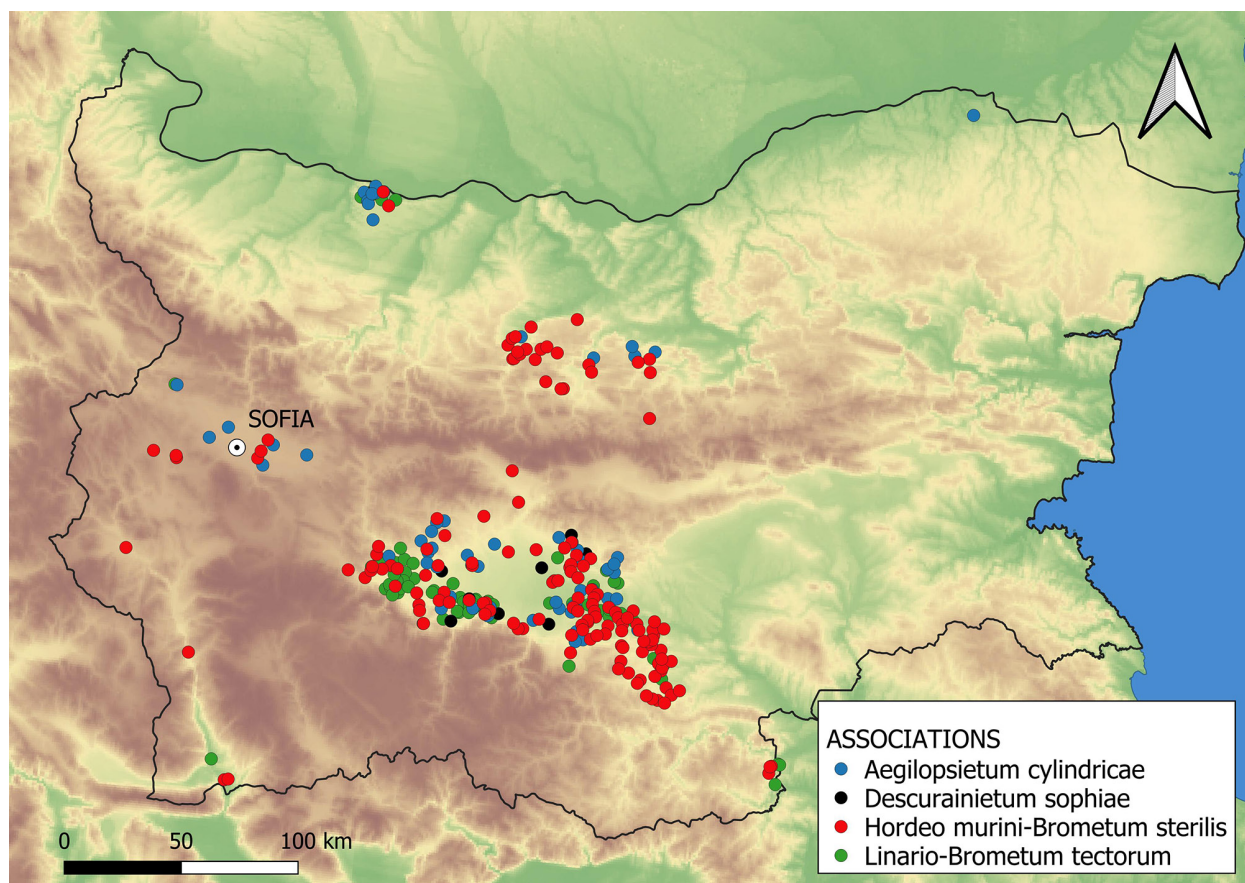 SOFIA
ASSOCIATIONS
Aegilopsietum cylindricae
Descurainietum sophiae
Hordeo murini-Brometum sterilis
Linario-Brometum tectorum
0 50 100 km